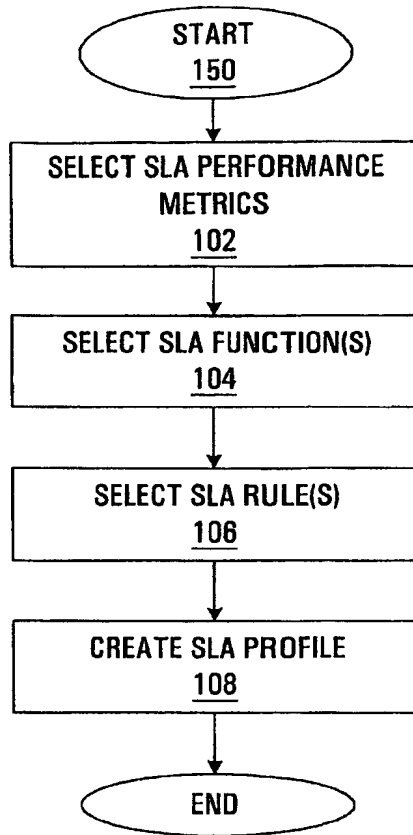 START
150
SELECT SLA PERFORMANCE
METRICS
102
SELECT SLA FUNCTION(S)
104
SELECT SLA RULE(S)
106
CREATE SLA PROFILE
108
END